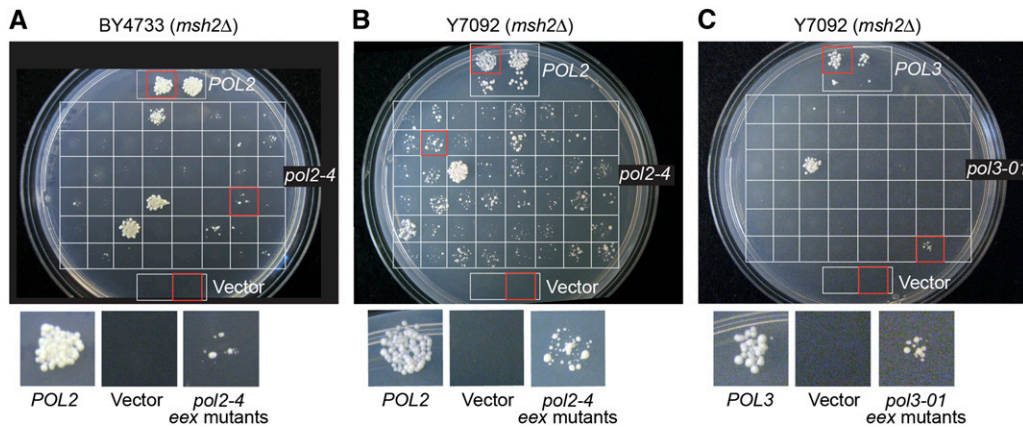 A
BY4733 (msh2Δ)
POL2
pol2-4
Vector
POL2
Vector
pol2-4
eex mutants
B
Y7092 (msh2Δ)
POL2
pol2-4
Vector
POL2
Vector
pol2-4
eex mutants
C
Y7092 (msh2Δ)
POL3
pol3-01
Vector
POL3
Vector
pol3-01
eex mutants